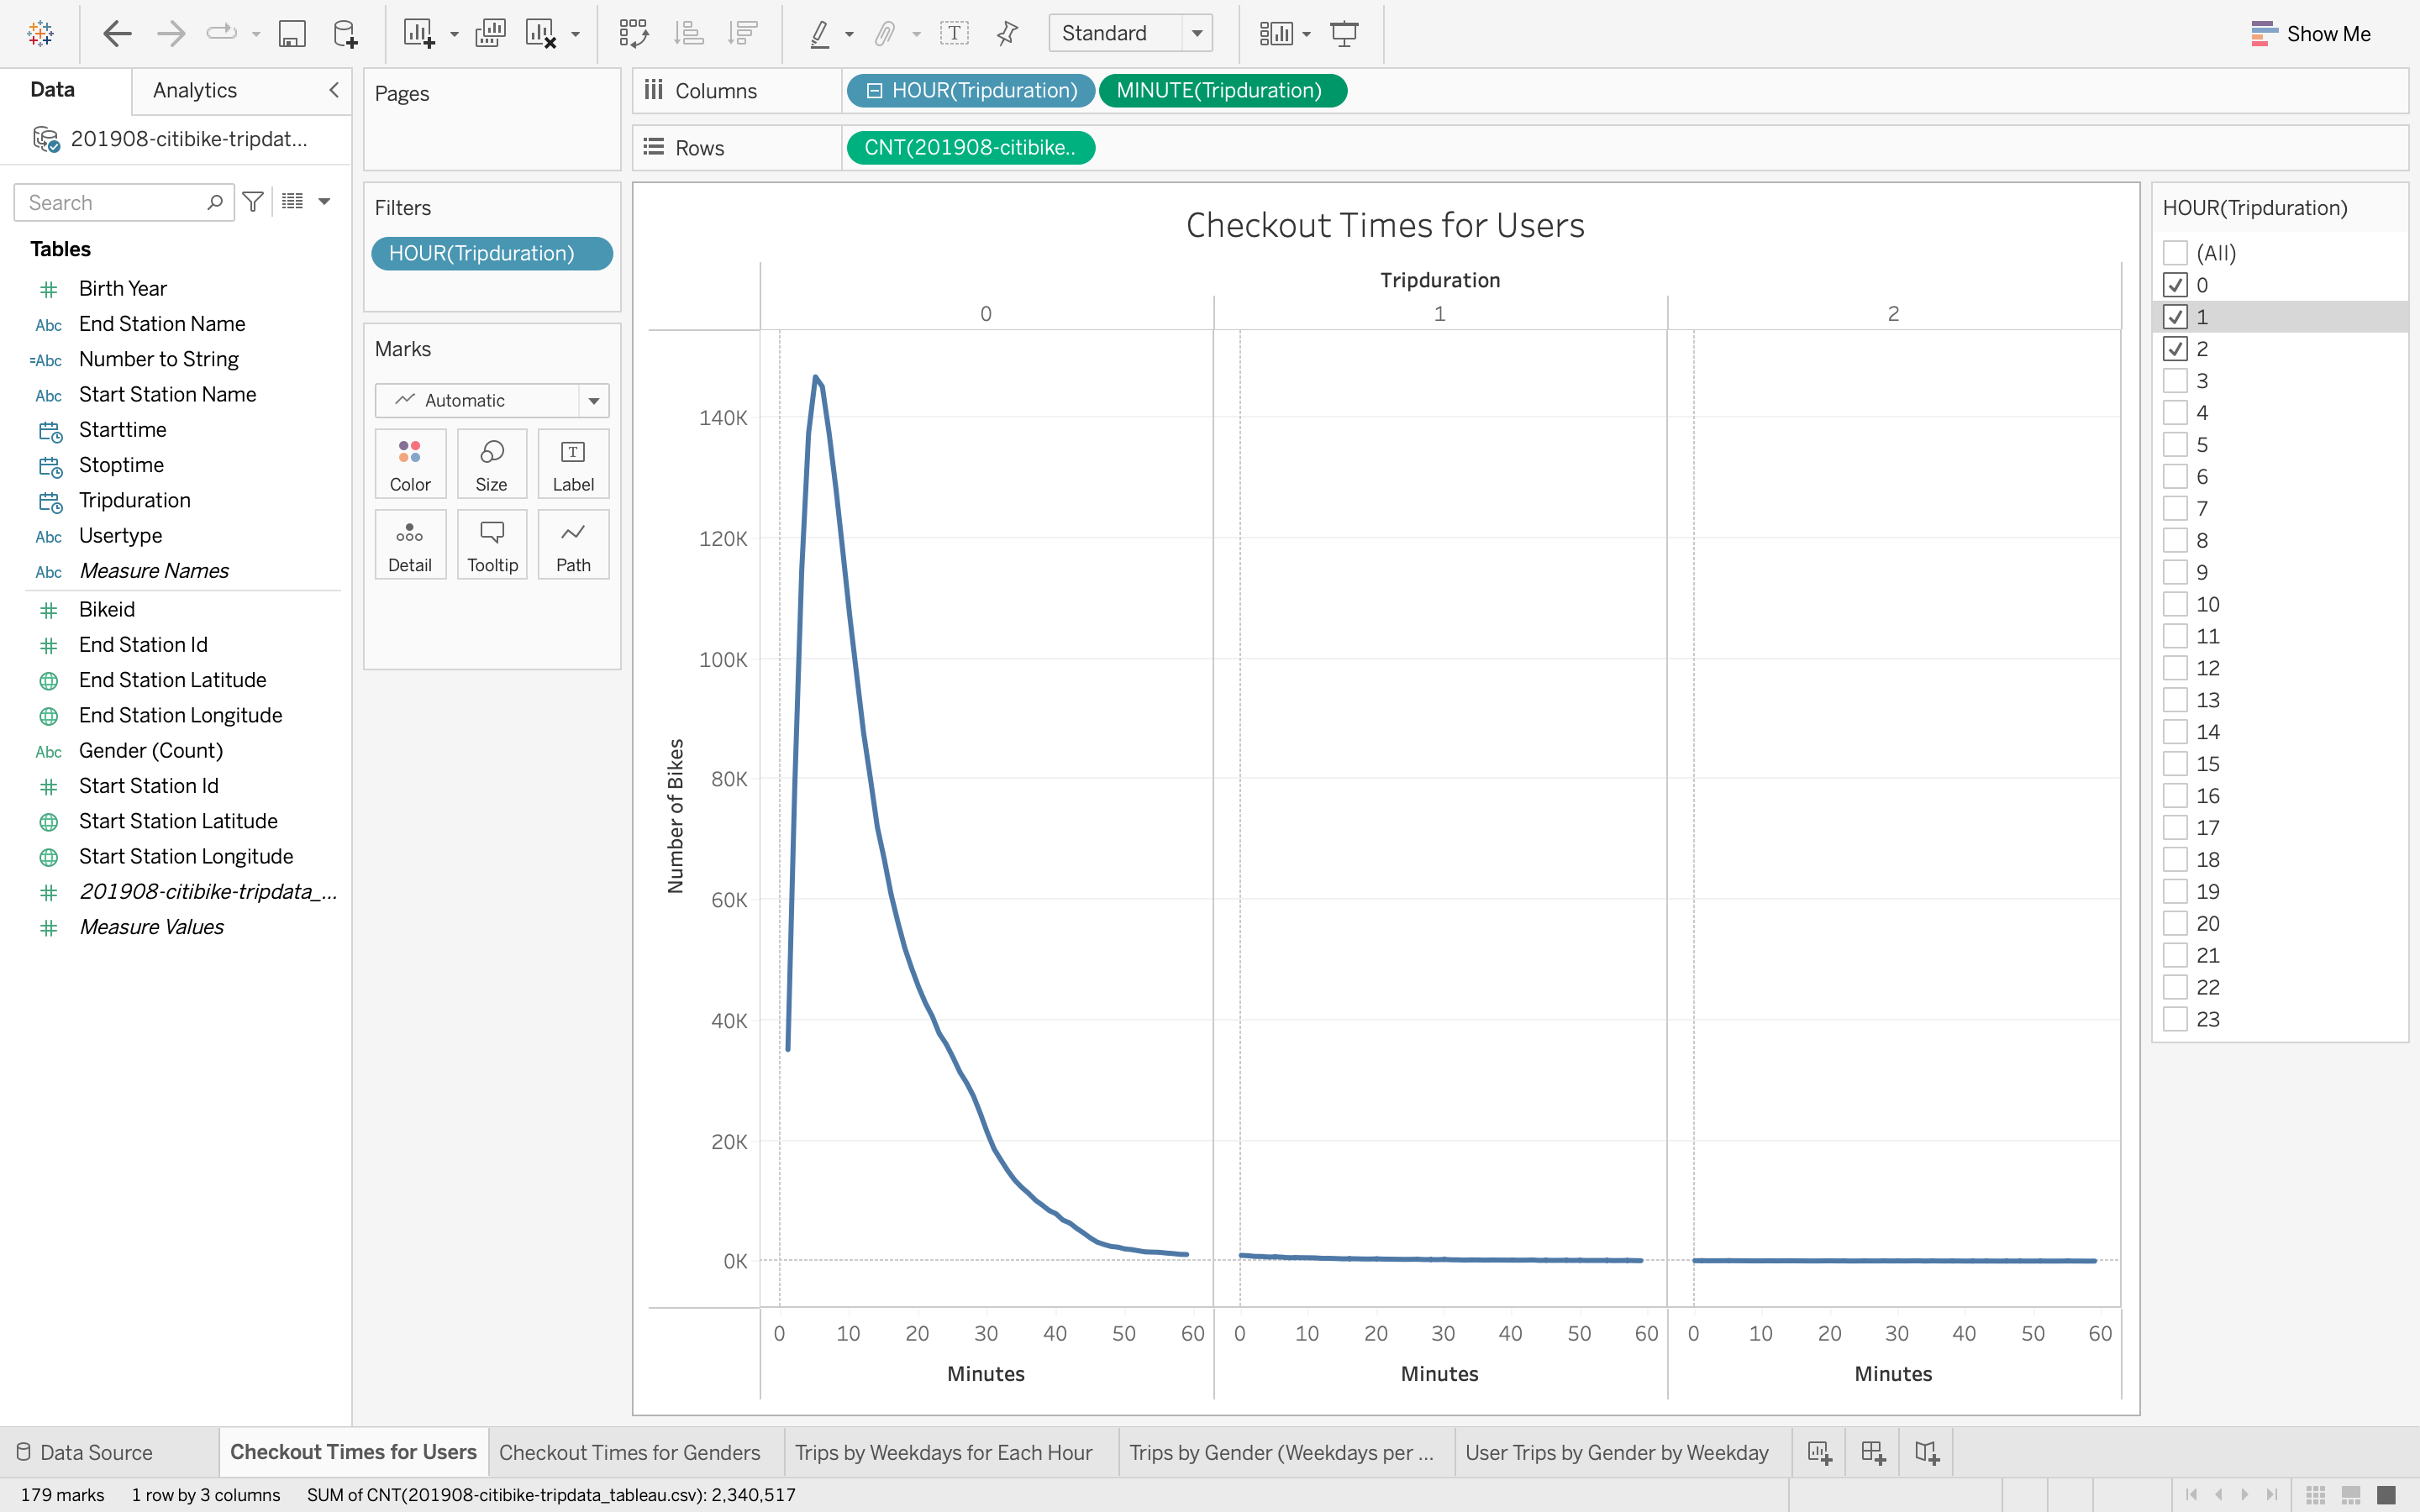 Standard
Show Me
Data
Analytics
201908-citibike-tripdat...
Search
Tables
Birth Year
Abc End Station Name
=Abc Number to String
Abc Start Station Name
Starttime
Stoptime
Tripduration
Abc Usertype
Abc Measure Names
Bikeid
End Station Id
End Station Latitude
End Station Longitude
Abc Gender (Count)
Start Station Id
Start Station Latitude
Start Station Longitude
201908-citibike-tripdata_...
Measure Values
Pages
Filters
HOUR(Tripduration)
Marks
Automatic
Color Size Label
Detail Tooltip Path
Columns HOUR(Tripduration) MINUTE(Tripduration)
Rows CNT(201908-citibike..
Checkout Times for Users
Tripduration
0 1 2
140K
120K
100K
80K
60K
40K
20K
0K
Number of Bikes
0 10 20 30 40 50 60 0 10 20 30 40 50 60 0 10 20 30 40 50 60
Minutes Minutes Minutes
HOUR(Tripduration)
(All)
0
1
2
3
4
5
6
7
8
9
10
11
12
13
14
15
16
17
18
19
20
21
22
23
Data Source Checkout Times for Users Checkout Times for Genders Trips by Weekdays for Each Hour Trips by Gender (Weekdays per ... User Trips by Gender by Weekday
179 marks 1 row by 3 columns SUM of CNT(201908-citibike-tripdata_tableau.csv): 2,340,517